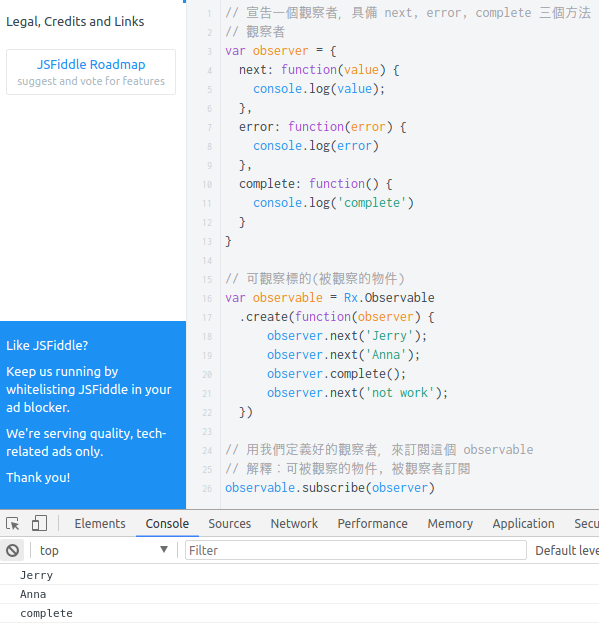 Legal, Credits and Links
JSFiddle Roadmap
suggest and vote for features
Like JSFiddle?
Keep us running by
whitelisting JSFiddle in your
ad blocker.
We're serving quality, tech-
related ads only.
Thank you!
1 // 宣告一個觀察者, 具備 next, error, complete 三個方法
2 // 觀察者
3 var observer = {
4 next: function(value) {
5 console.log(value);
6 },
7 error: function(error) {
8 console.log(error)
9 },
10 complete: function() {
11 console.log('complete')
12 }
13 }
14
15 // 可觀察標的(被觀察的物件)
16 var observable = Rx.Observable
17 .create(function(observer) {
18 observer.next('Jerry');
19 observer.next('Anna');
20 observer.complete();
21 observer.next('not work');
22 })
23
24 // 用我們定義好的觀察者, 來訂閱這個 observable
25 // 解釋：可被觀察的物件, 被觀察者訂閱
26 observable.subscribe(observer)
Elements Console Sources Network Performance Memory Application Secu
top Filter Default leve
Jerry
Anna
complete